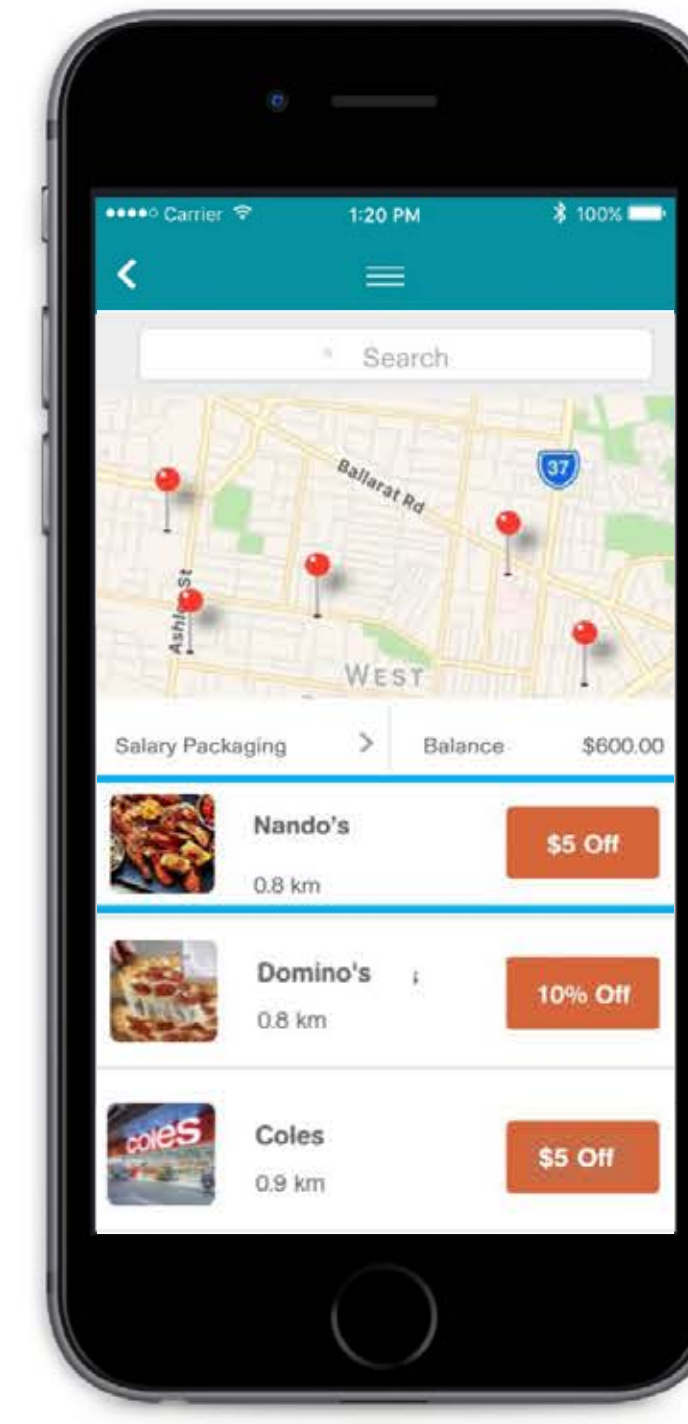 Carrier 1:20 PM 100%
Search
37
Ballarat Rd
Ashley St
WEST
Salary Packaging > Balance $600.00
Nando's
$5 Off
0.8 km
Domino's
10% Off
0.8 km
coles
Coles
$5 Off
0.9 km